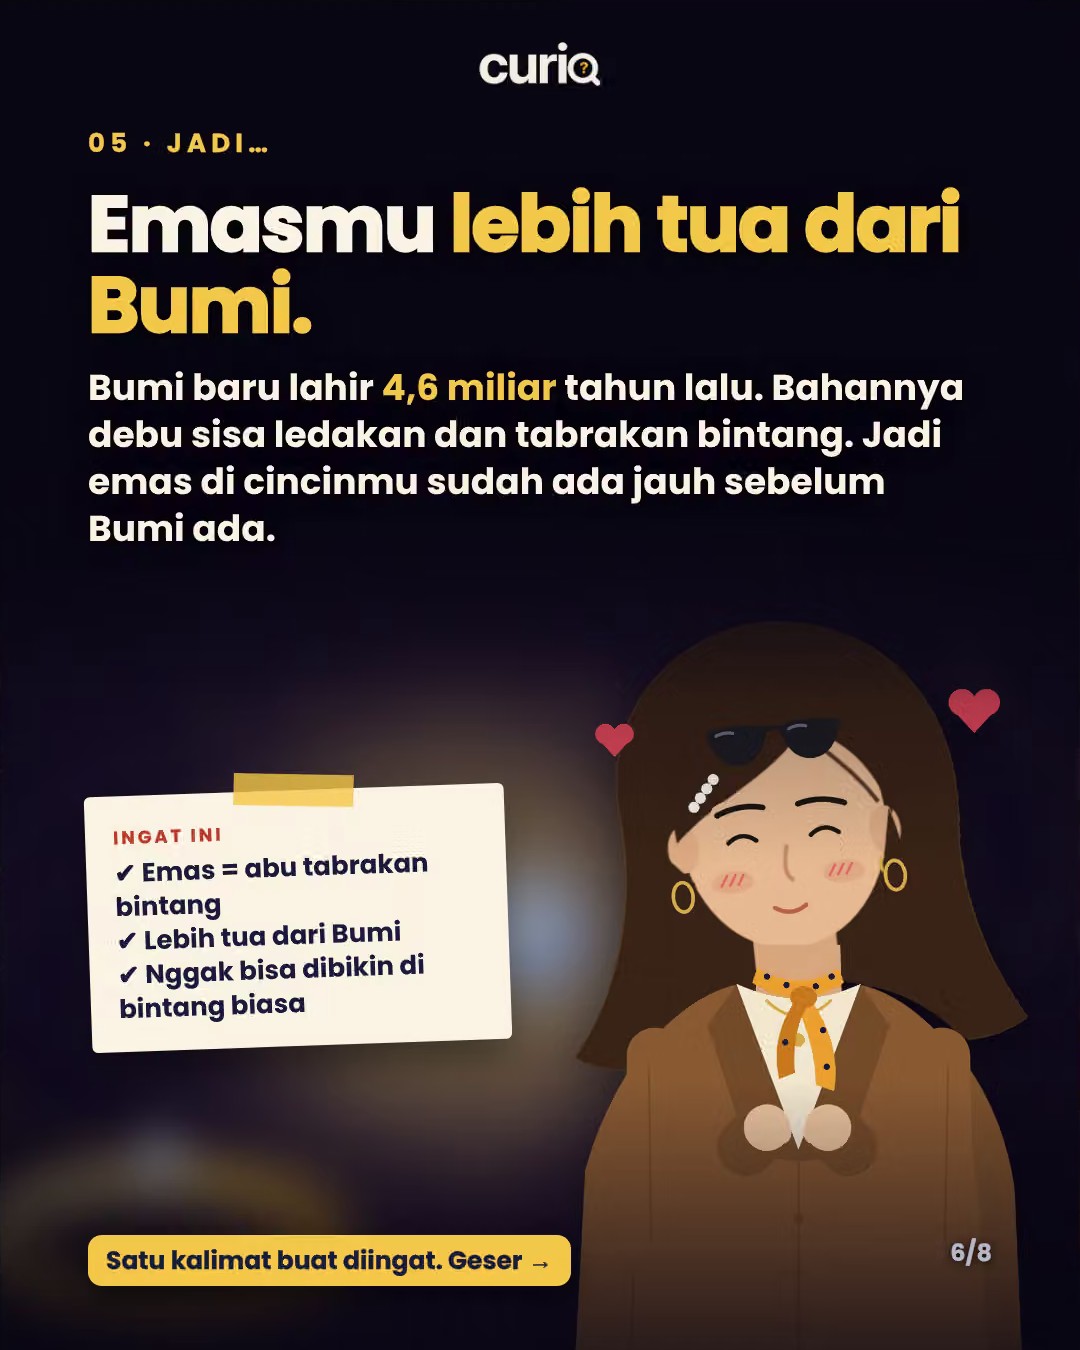 curio?
05 · JADI...
Emasmu lebih tua dari
Bumi.
Bumi baru lahir 4,6 miliar tahun lalu. Bahannya
debu sisa ledakan dan tabrakan bintang. Jadi
emas di cincinmu sudah ada jauh sebelum
Bumi ada.
INGAT INI
✔ Emas = abu tabrakan
bintang
✔ Lebih tua dari Bumi
✔ Nggak bisa dibikin di
bintang biasa
Satu kalimat buat diingat. Geser →
6/8